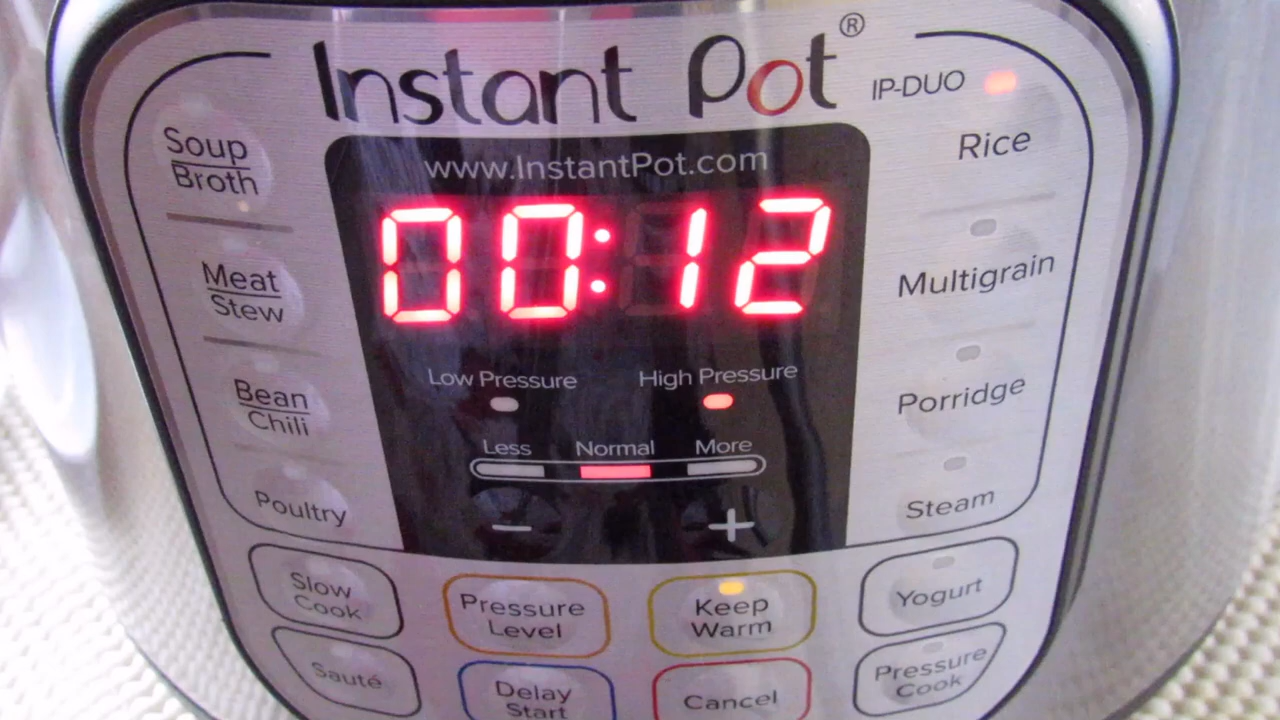 Instant Pot®
IP-DUO
www.InstantPot.com
00:12
Low Pressure
High Pressure
Less
Normal
More
−
+
Soup
Broth
Meat
Stew
Bean
Chili
Poultry
Rice
Multigrain
Porridge
Steam
Slow
Cook
Pressure
Level
Keep
Warm
Yogurt
Sauté
Delay
Start
Cancel
Pressure
Cook